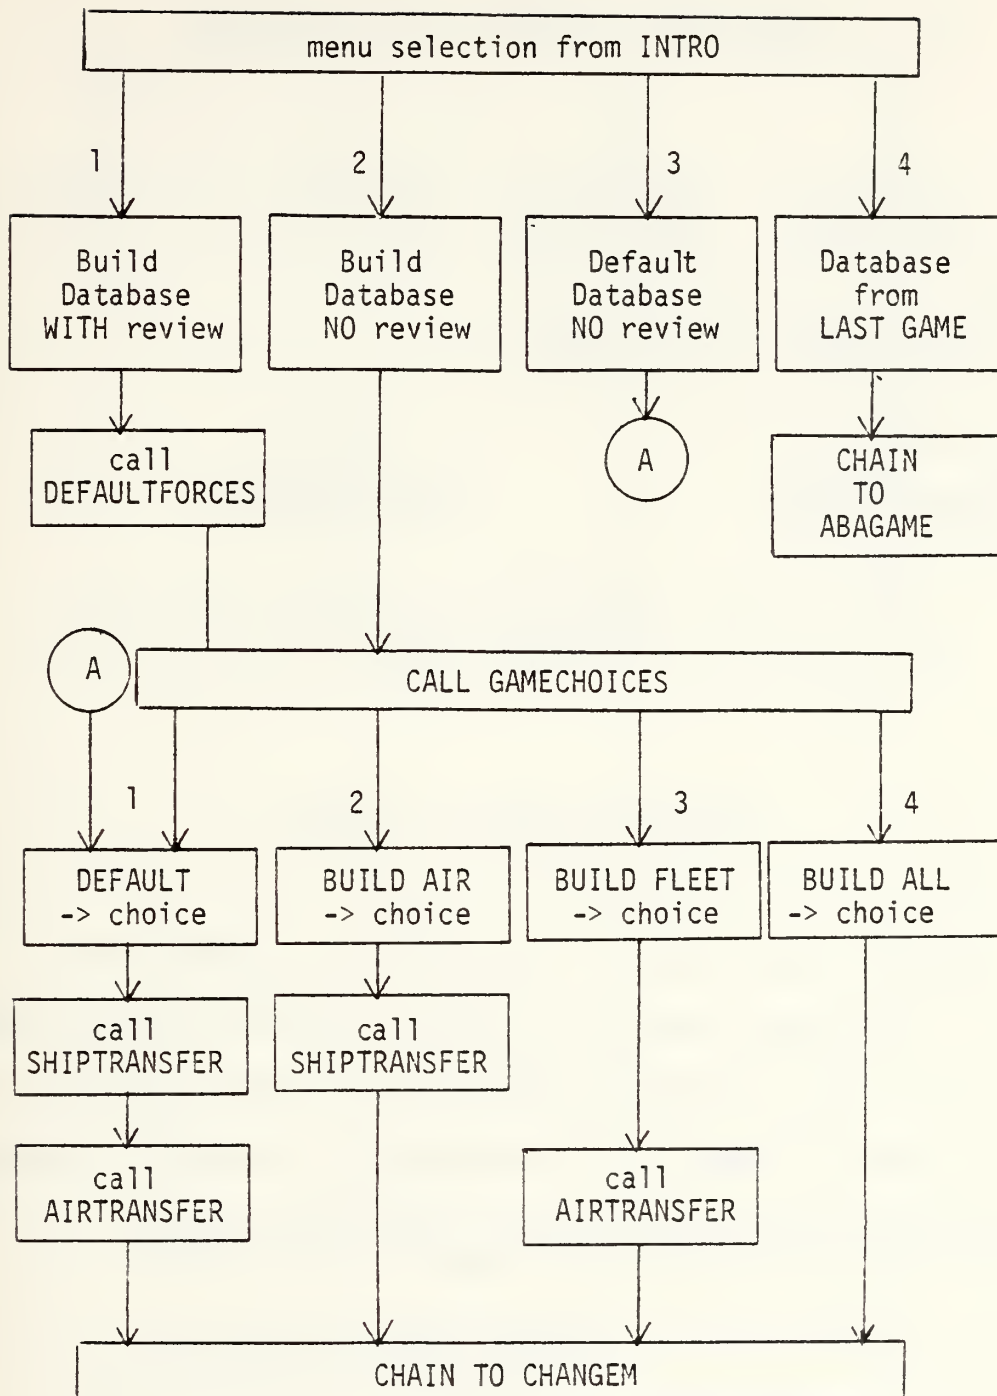 menu selection from INTRO
1
2
3
4
Build
Database
WITH review
Build
Database
NO review
Default
Database
NO review
Database
from
LAST GAME
call
DEFAULTFORCES
A
CHAIN
TO
ABAGAME
A
CALL GAMECHOICES
1
2
3
4
DEFAULT
-> choice
BUILD AIR
-> choice
BUILD FLEET
-> choice
BUILD ALL
-> choice
call
SHIPTRANSFER
call
SHIPTRANSFER
call
AIRTRANSFER
call
AIRTRANSFER
CHAIN TO CHANGEM